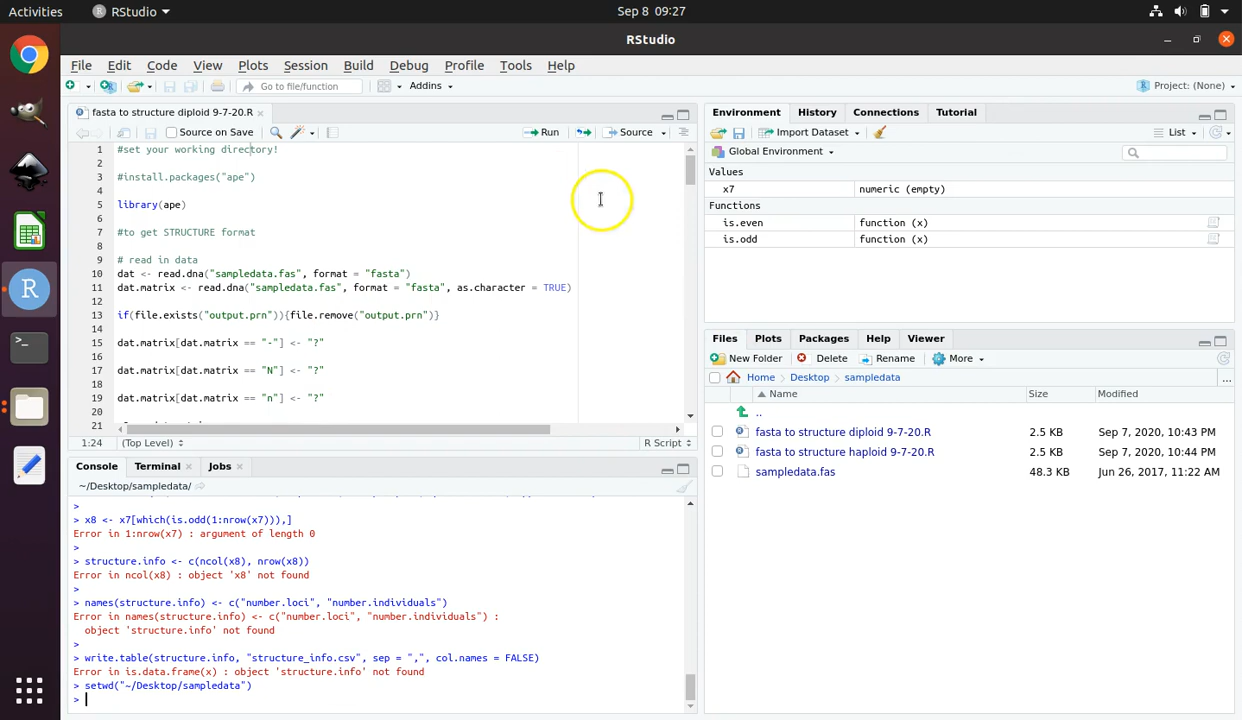 Activities RStudio Sep 8 09:27
RStudio
File Edit Code View Plots Session Build Debug Profile Tools Help
Go to file/function Addins Project: (None)
fasta to structure diploid 9-7-20.R
Source on Save Run Source
1 #set your working directory!
2
3 #install.packages("ape")
4
5 library(ape)
6
7 #to get STRUCTURE format
8
9 # read in data
10 dat <- read.dna("sampledata.fas", format = "fasta")
11 dat.matrix <- read.dna("sampledata.fas", format = "fasta", as.character = TRUE)
12
13 if(file.exists("output.prn")){file.remove("output.prn")}
14
15 dat.matrix[dat.matrix == "-"] <- "?"
16
17 dat.matrix[dat.matrix == "N"] <- "?"
18
19 dat.matrix[dat.matrix == "n"] <- "?"
20
21
1:24 (Top Level) R Script
Console Terminal Jobs
~/Desktop/sampledata/
>
> x8 <- x7[which(is.odd(1:nrow(x7))),]
Error in 1:nrow(x7) : argument of length 0
>
> structure.info <- c(ncol(x8), nrow(x8))
Error in ncol(x8) : object 'x8' not found
>
> names(structure.info) <- c("number.loci", "number.individuals")
Error in names(structure.info) <- c("number.loci", "number.individuals") :
object 'structure.info' not found
>
> write.table(structure.info, "structure_info.csv", sep = ",", col.names = FALSE)
Error in is.data.frame(x) : object 'structure.info' not found
> setwd("~/Desktop/sampledata")
>
Environment History Connections Tutorial
Import Dataset List
Global Environment
Values
x7 numeric (empty)
Functions
is.even function (x)
is.odd function (x)
Files Plots Packages Help Viewer
New Folder Delete Rename More
Home Desktop sampledata ...
Name Size Modified
..
fasta to structure diploid 9-7-20.R 2.5 KB Sep 7, 2020, 10:43 PM
fasta to structure haploid 9-7-20.R 2.5 KB Sep 7, 2020, 10:44 PM
sampledata.fas 48.3 KB Jun 26, 2017, 11:22 AM